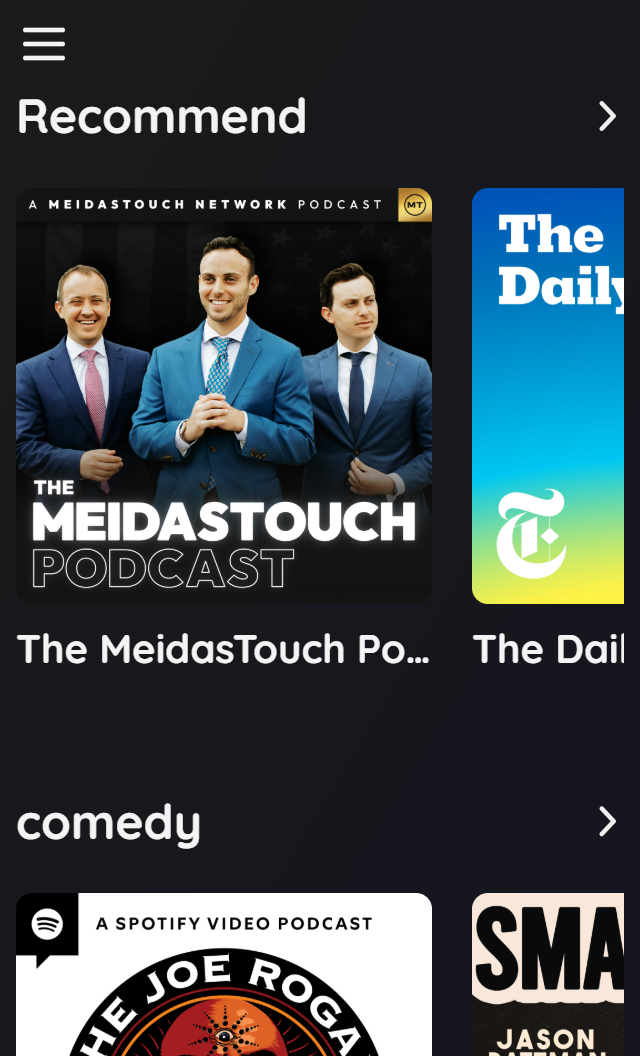 Recommend
A MEIDASTOUCH NETWORK PODCAST
MT
THE
MEIDASTOUCH
PODCAST
The
Daily
The MeidasTouch Po...
The Dail
comedy
A SPOTIFY VIDEO PODCAST
THE JOE ROGA
SMA
JASON